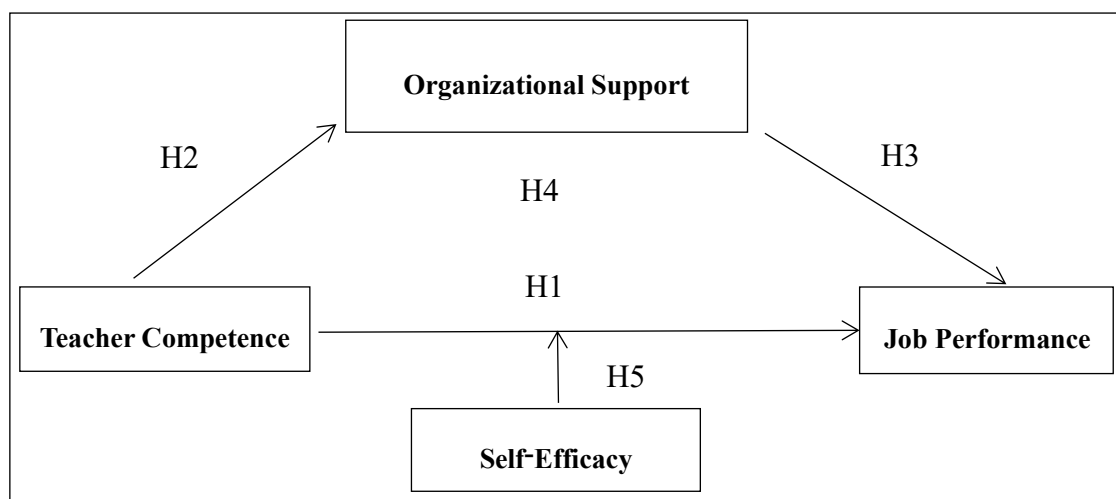 Organizational Support
H2
H3
H4
H1
Teacher Competence
Job Performance
H5
Self-Efficacy